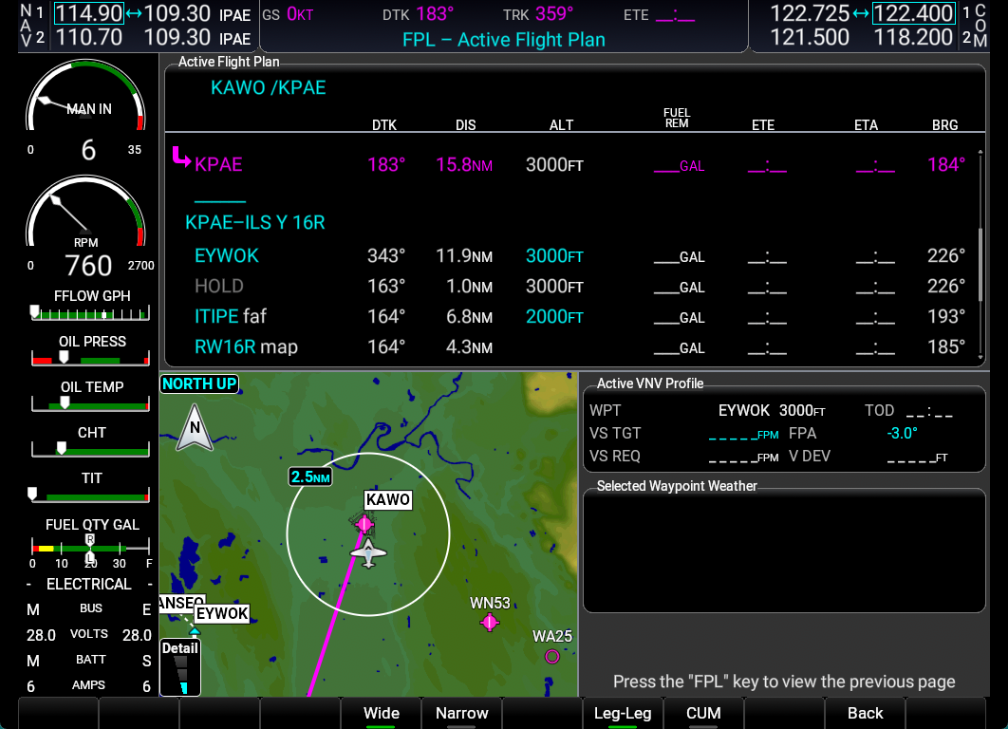 N 1 114.90↔109.30 IPAE GS 0KT DTK 183° TRK 359° ETE __:__ 122.725↔122.400 1 C
A O
V 2 110.70 109.30 IPAE FPL – Active Flight Plan 121.500 118.200 2 M
Active Flight Plan
KAWO /KPAE
DTK DIS ALT FUEL REM ETE ETA BRG
KPAE 183° 15.8NM 3000FT ___GAL __:__ __:__ 184°
______
KPAE–ILS Y 16R
EYWOK 343° 11.9NM 3000FT ___GAL __:__ __:__ 226°
HOLD 163° 1.0NM 3000FT ___GAL __:__ __:__ 226°
ITIPE faf 164° 6.8NM 2000FT ___GAL __:__ __:__ 193°
RW16R map 164° 4.3NM ___GAL __:__ __:__ 185°
MAN IN
0 6 35
RPM
0 760 2700
FFLOW GPH
OIL PRESS
OIL TEMP
CHT
TIT
FUEL QTY GAL
R
L
0 10 20 30 F
- ELECTRICAL -
M BUS E
28.0 VOLTS 28.0
M BATT S
6 AMPS 6
NORTH UP
N
2.5NM
KAWO
WN53
WA25
ANSEQ
EYWOK
Detail
Active VNV Profile
WPT EYWOK 3000FT TOD __:__
VS TGT _____FPM FPA -3.0°
VS REQ _____FPM V DEV _____FT
Selected Waypoint Weather
Press the "FPL" key to view the previous page
Wide Narrow Leg-Leg CUM Back